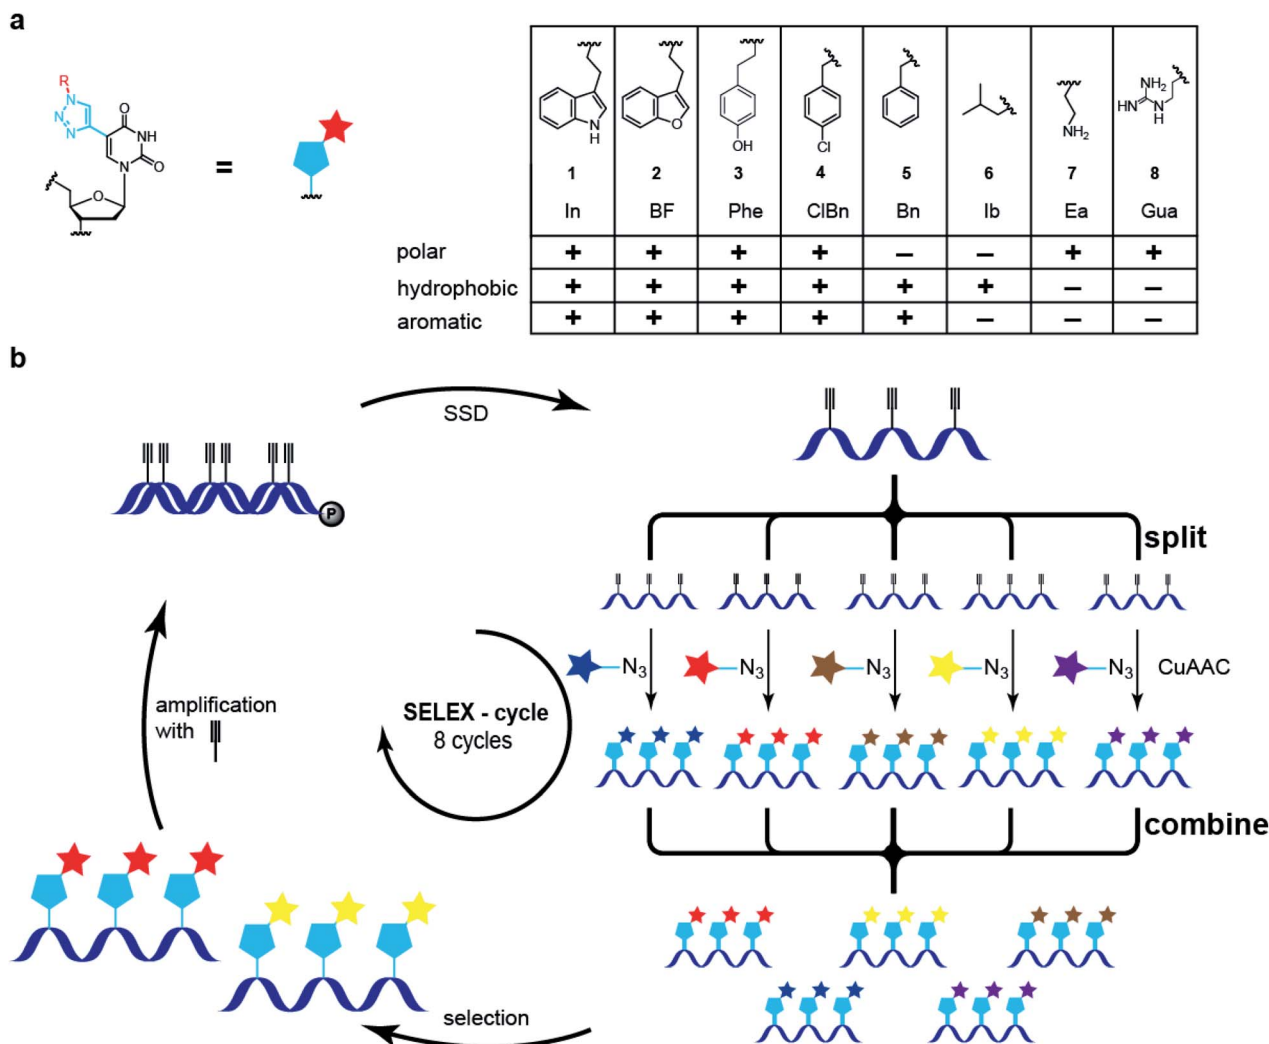 a
R
N
N
N
O
NH
N
O
O
=
N
H
O
OH
Cl
NH2
NH2
HN
N
H
1 2 3 4 5 6 7 8
In BF Phe ClBn Bn Ib Ea Gua
polar + + + + – – + +
hydrophobic + + + + + + – –
aromatic + + + + + – – –
b
SSD
P
split
N3 N3 N3 N3 N3 CuAAC
amplification
with
SELEX - cycle
8 cycles
combine
selection